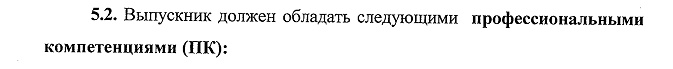 5.2. Выпускник должен обладать следующими профессиональными
компетенциями (ПК):